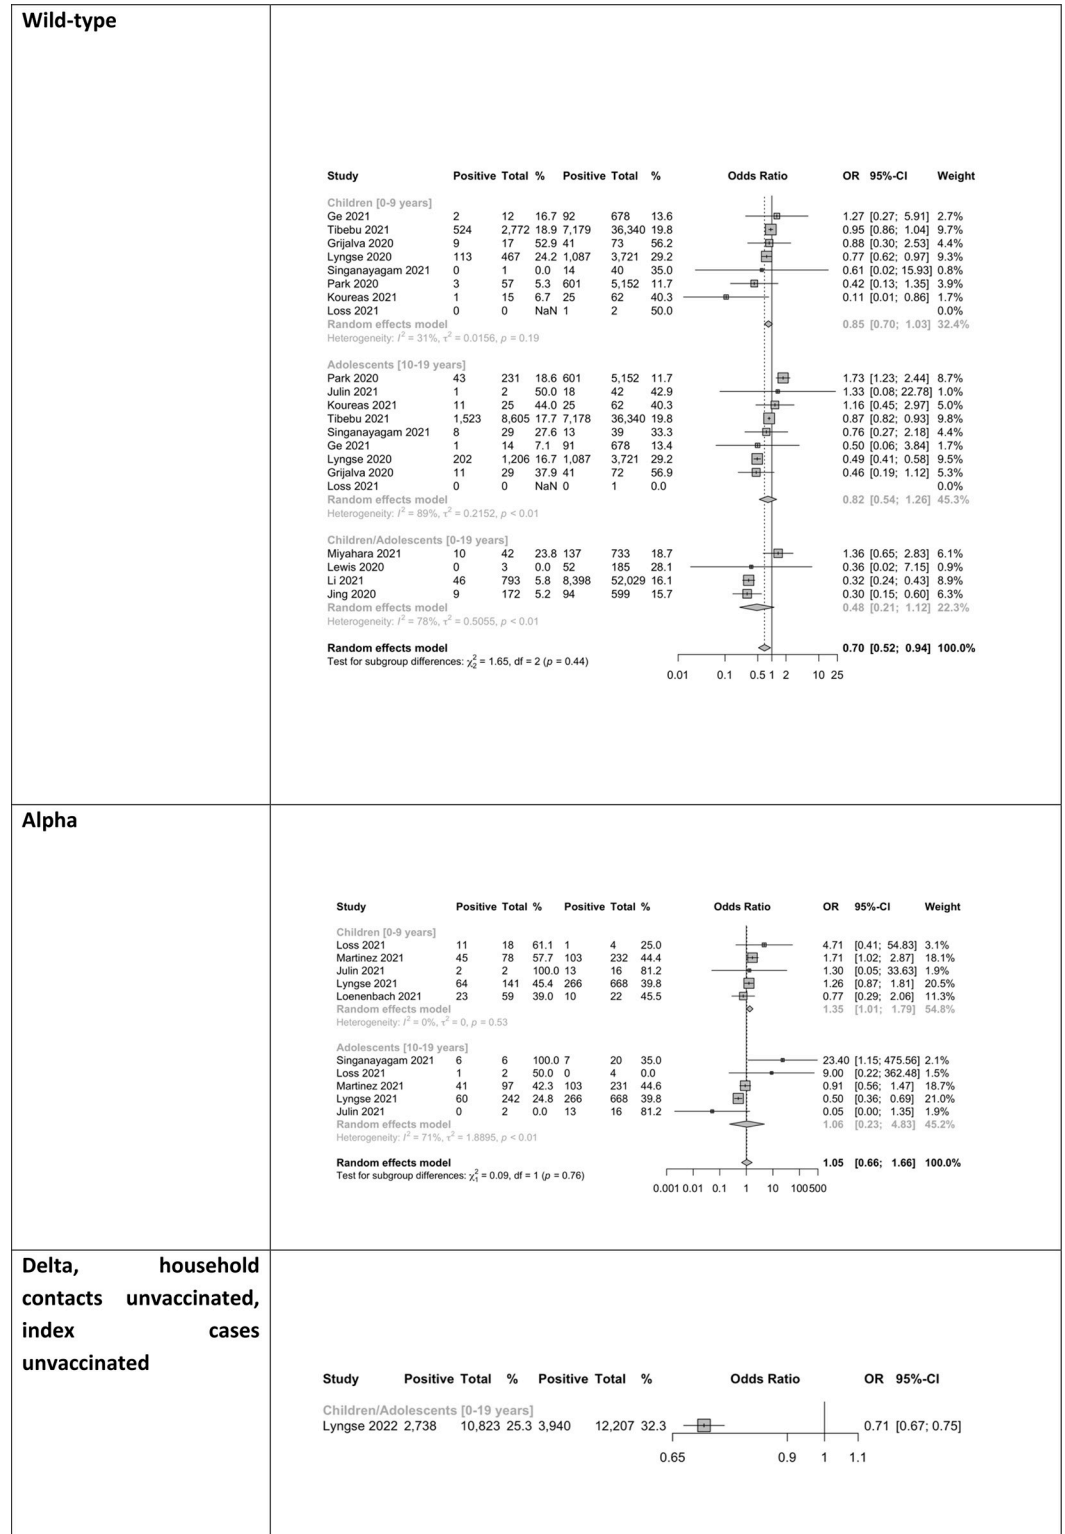 Wild-type
Study Positive Total % Positive Total % Odds Ratio OR 95%-CI Weight
Children [0-9 years]
Ge 2021 2 12 16.7 92 678 13.6 1.27 [0.27; 5.91] 2.7%
Tibebu 2021 524 2,772 18.9 7,179 36,340 19.8 0.95 [0.86; 1.04] 9.7%
Grijalva 2020 9 17 52.9 41 73 56.2 0.88 [0.30; 2.53] 4.4%
Lyngse 2020 113 467 24.2 1,087 3,721 29.2 0.77 [0.62; 0.97] 9.3%
Singanayagam 2021 0 1 0.0 14 40 35.0 0.61 [0.02; 15.93] 0.8%
Park 2020 3 57 5.3 601 5,152 11.7 0.42 [0.13; 1.35] 3.9%
Koureas 2021 1 15 6.7 25 62 40.3 0.11 [0.01; 0.86] 1.7%
Loss 2021 0 0 NaN 1 2 50.0 0.0%
Random effects model 0.85 [0.70; 1.03] 32.4%
Heterogeneity: I² = 31%, τ² = 0.0156, p = 0.19
Adolescents [10-19 years]
Park 2020 43 231 18.6 601 5,152 11.7 1.73 [1.23; 2.44] 8.7%
Julin 2021 1 2 50.0 18 42 42.9 1.33 [0.08; 22.78] 1.0%
Koureas 2021 11 25 44.0 25 62 40.3 1.16 [0.45; 2.97] 5.0%
Tibebu 2021 1,523 8,605 17.7 7,178 36,340 19.8 0.87 [0.82; 0.93] 9.8%
Singanayagam 2021 8 29 27.6 13 39 33.3 0.76 [0.27; 2.18] 4.4%
Ge 2021 1 14 7.1 91 678 13.4 0.50 [0.06; 3.84] 1.7%
Lyngse 2020 202 1,206 16.7 1,087 3,721 29.2 0.49 [0.41; 0.58] 9.5%
Grijalva 2020 11 29 37.9 41 72 56.9 0.46 [0.19; 1.12] 5.3%
Loss 2021 0 0 NaN 0 1 0.0 0.0%
Random effects model 0.82 [0.54; 1.26] 45.3%
Heterogeneity: I² = 89%, τ² = 0.2152, p < 0.01
Children/Adolescents [0-19 years]
Miyahara 2021 10 42 23.8 137 733 18.7 1.36 [0.65; 2.83] 6.1%
Lewis 2020 0 3 0.0 52 185 28.1 0.36 [0.02; 7.15] 0.9%
Li 2021 46 793 5.8 8,398 52,029 16.1 0.32 [0.24; 0.43] 8.9%
Jing 2020 9 172 5.2 94 599 15.7 0.30 [0.15; 0.60] 6.3%
Random effects model 0.48 [0.21; 1.12] 22.3%
Heterogeneity: I² = 78%, τ² = 0.5055, p < 0.01
Random effects model 0.70 [0.52; 0.94] 100.0%
Test for subgroup differences: χ²₂ = 1.65, df = 2 (p = 0.44)
0.01 0.1 0.5 1 2 10 25
Alpha
Study Positive Total % Positive Total % Odds Ratio OR 95%-CI Weight
Children [0-9 years]
Loss 2021 11 18 61.1 1 4 25.0 4.71 [0.41; 54.83] 3.1%
Martinez 2021 45 78 57.7 103 232 44.4 1.71 [1.02; 2.87] 18.1%
Julin 2021 2 2 100.0 13 16 81.2 1.30 [0.05; 33.63] 1.9%
Lyngse 2021 64 141 45.4 266 668 39.8 1.26 [0.87; 1.81] 20.5%
Loenenbach 2021 23 59 39.0 10 22 45.5 0.77 [0.29; 2.06] 11.3%
Random effects model 1.35 [1.01; 1.79] 54.8%
Heterogeneity: I² = 0%, τ² = 0, p = 0.53
Adolescents [10-19 years]
Singanayagam 2021 6 6 100.0 7 20 35.0 23.40 [1.15; 475.56] 2.1%
Loss 2021 1 2 50.0 0 4 0.0 9.00 [0.22; 362.48] 1.5%
Martinez 2021 41 97 42.3 103 231 44.6 0.91 [0.56; 1.47] 18.7%
Lyngse 2021 60 242 24.8 266 668 39.8 0.50 [0.36; 0.69] 21.0%
Julin 2021 0 2 0.0 13 16 81.2 0.05 [0.00; 1.35] 1.9%
Random effects model 1.06 [0.23; 4.83] 45.2%
Heterogeneity: I² = 71%, τ² = 1.8895, p < 0.01
Random effects model 1.05 [0.66; 1.66] 100.0%
Test for subgroup differences: χ²₁ = 0.09, df = 1 (p = 0.76)
0.001 0.01 0.1 1 10 100 500
Delta, household
contacts unvaccinated,
index cases
unvaccinated
Study Positive Total % Positive Total % Odds Ratio OR 95%-CI
Children/Adolescents [0-19 years]
Lyngse 2022 2,738 10,823 25.3 3,940 12,207 32.3 0.71 [0.67; 0.75]
0.65 0.9 1 1.1